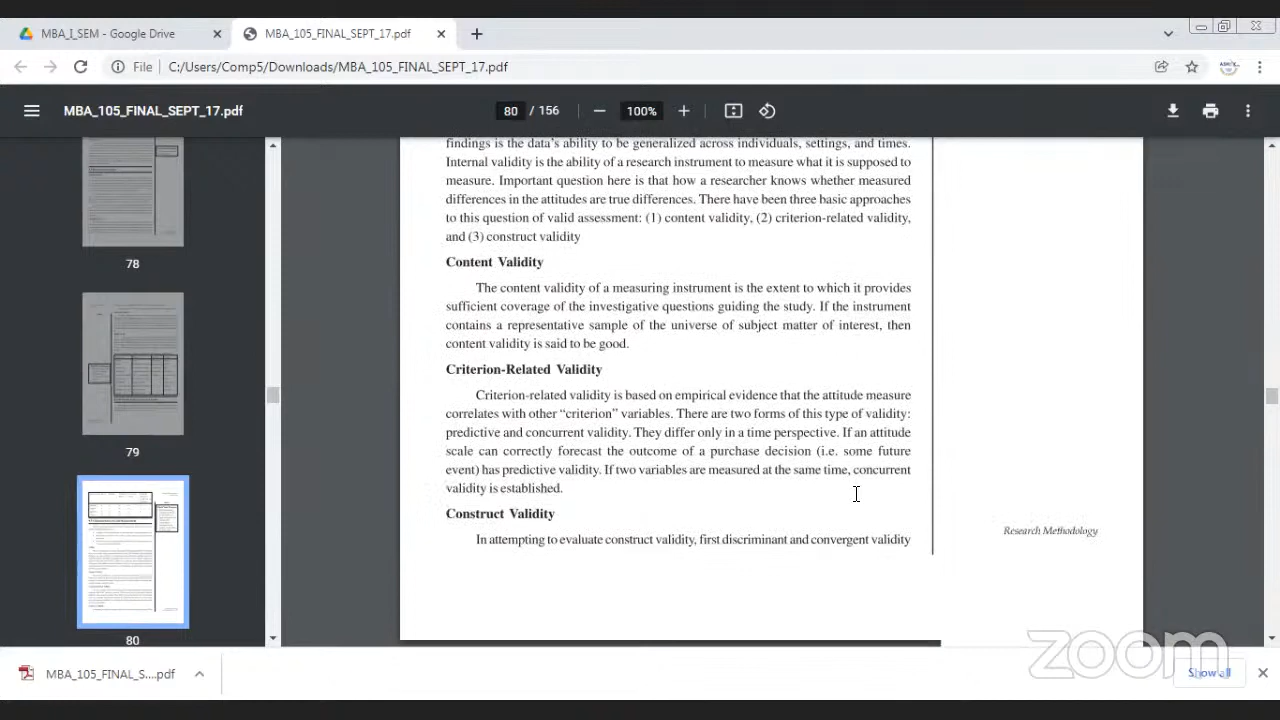 MBA_I_SEM - Google Drive
MBA_105_FINAL_SEPT_17.pdf
File
C:/Users/Comp5/Downloads/MBA_105_FINAL_SEPT_17.pdf
MBA_105_FINAL_SEPT_17.pdf
80 / 156
100%
78
79
80
findings is the data's ability to be generalized across individuals, settings, and times.
Internal validity is the ability of a research instrument to measure what it is supposed to
measure. Important question here is that how a researcher knows whether measured
differences in the attitudes are true differences. There have been three basic approaches
to this question of valid assessment: (1) content validity, (2) criterion-related validity,
and (3) construct validity
Content Validity
The content validity of a measuring instrument is the extent to which it provides
sufficient coverage of the investigative questions guiding the study. If the instrument
contains a representative sample of the universe of subject matter of interest, then
content validity is said to be good.
Criterion-Related Validity
Criterion-related validity is based on empirical evidence that the attitude measure
correlates with other “criterion” variables. There are two forms of this type of validity:
predictive and concurrent validity. They differ only in a time perspective. If an attitude
scale can correctly forecast the outcome of a purchase decision (i.e. some future
event) has predictive validity. If two variables are measured at the same time, concurrent
validity is established.
Construct Validity
In attempting to evaluate construct validity, first discriminant and convergent validity
Research Methodology
zoom
MBA_105_FINAL_S....pdf
Show all